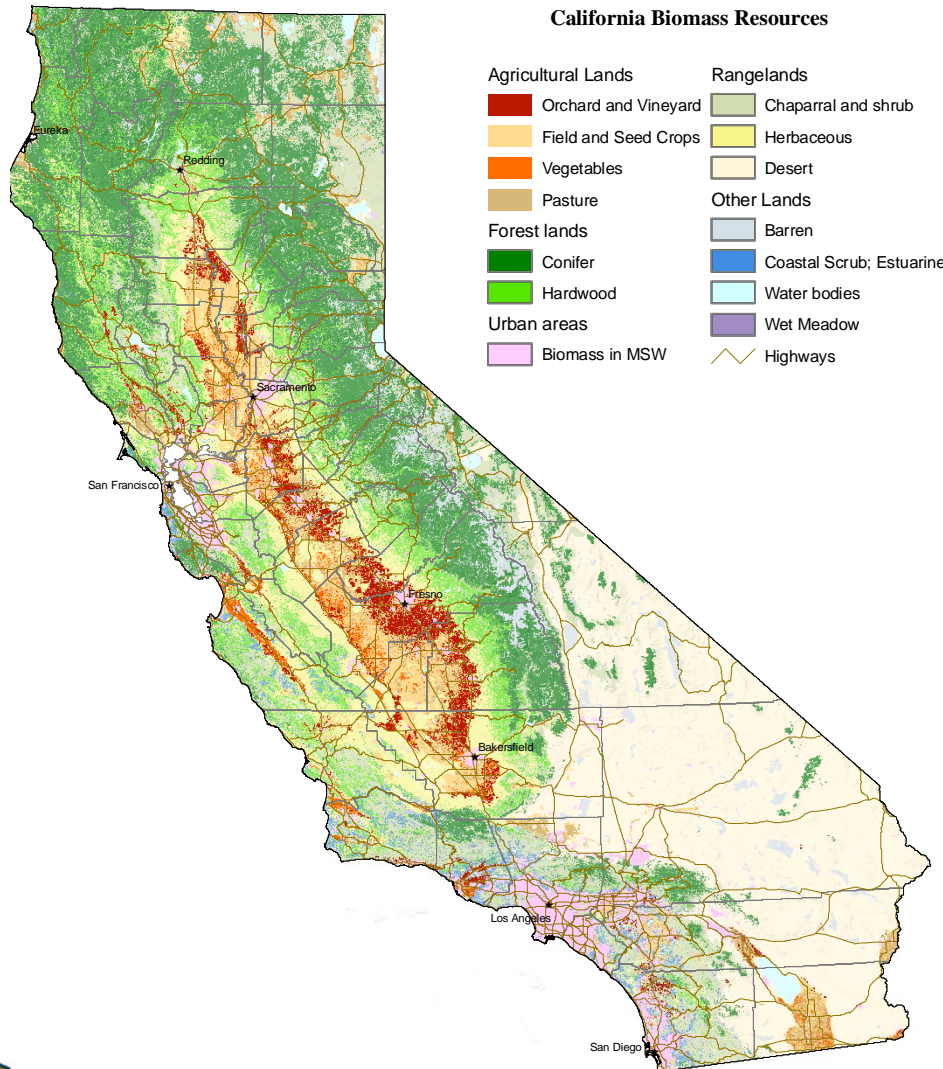 California Biomass Resources
Agricultural Lands
Orchard and Vineyard
Field and Seed Crops
Vegetables
Pasture
Forest lands
Conifer
Hardwood
Urban areas
Biomass in MSW
Rangelands
Chaparral and shrub
Herbaceous
Desert
Other Lands
Barren
Coastal Scrub; Estuarine
Water bodies
Wet Meadow
Highways
Eureka
Redding
Sacramento
San Francisco
Fresno
Bakersfield
Los Angeles
San Diego